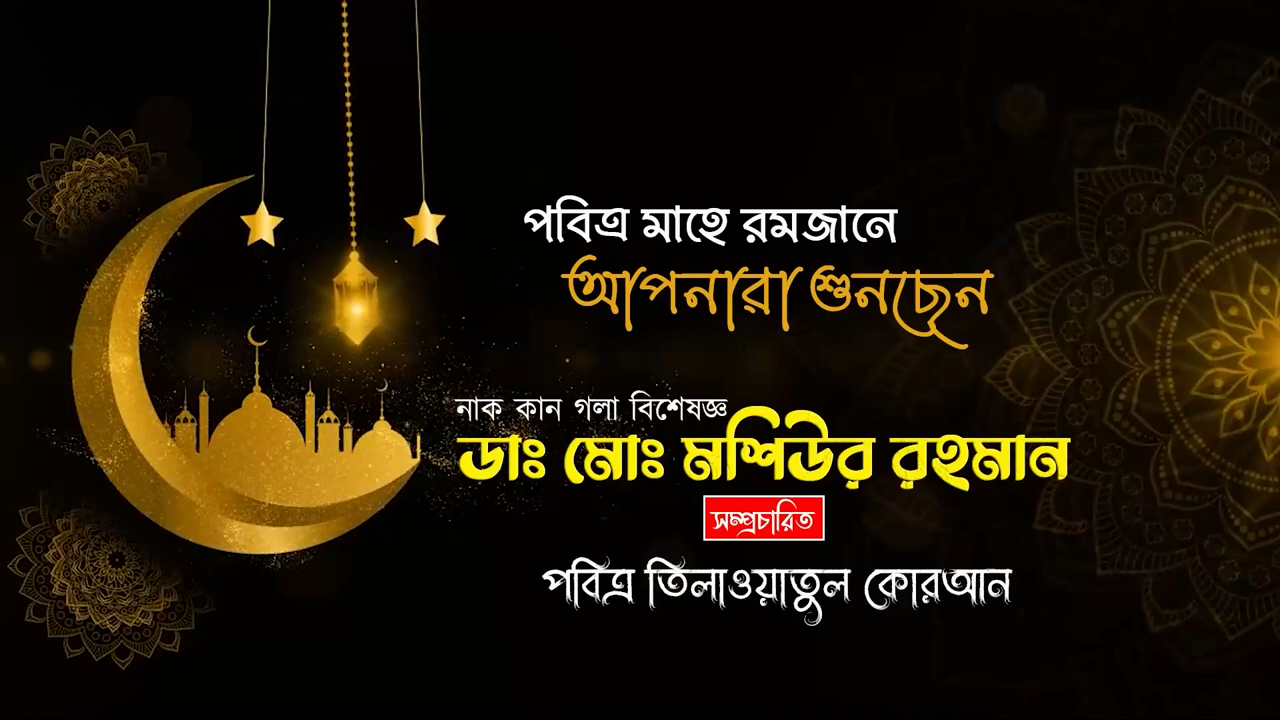 পবিত্র মাহে রমজানে
আপনারা শুনছেন
নাক কান গলা বিশেষজ্ঞ
ডাঃ মোঃ মশিউর রহমান
সম্প্রচারিত
পবিত্র তিলাওয়াতুল কোরআন